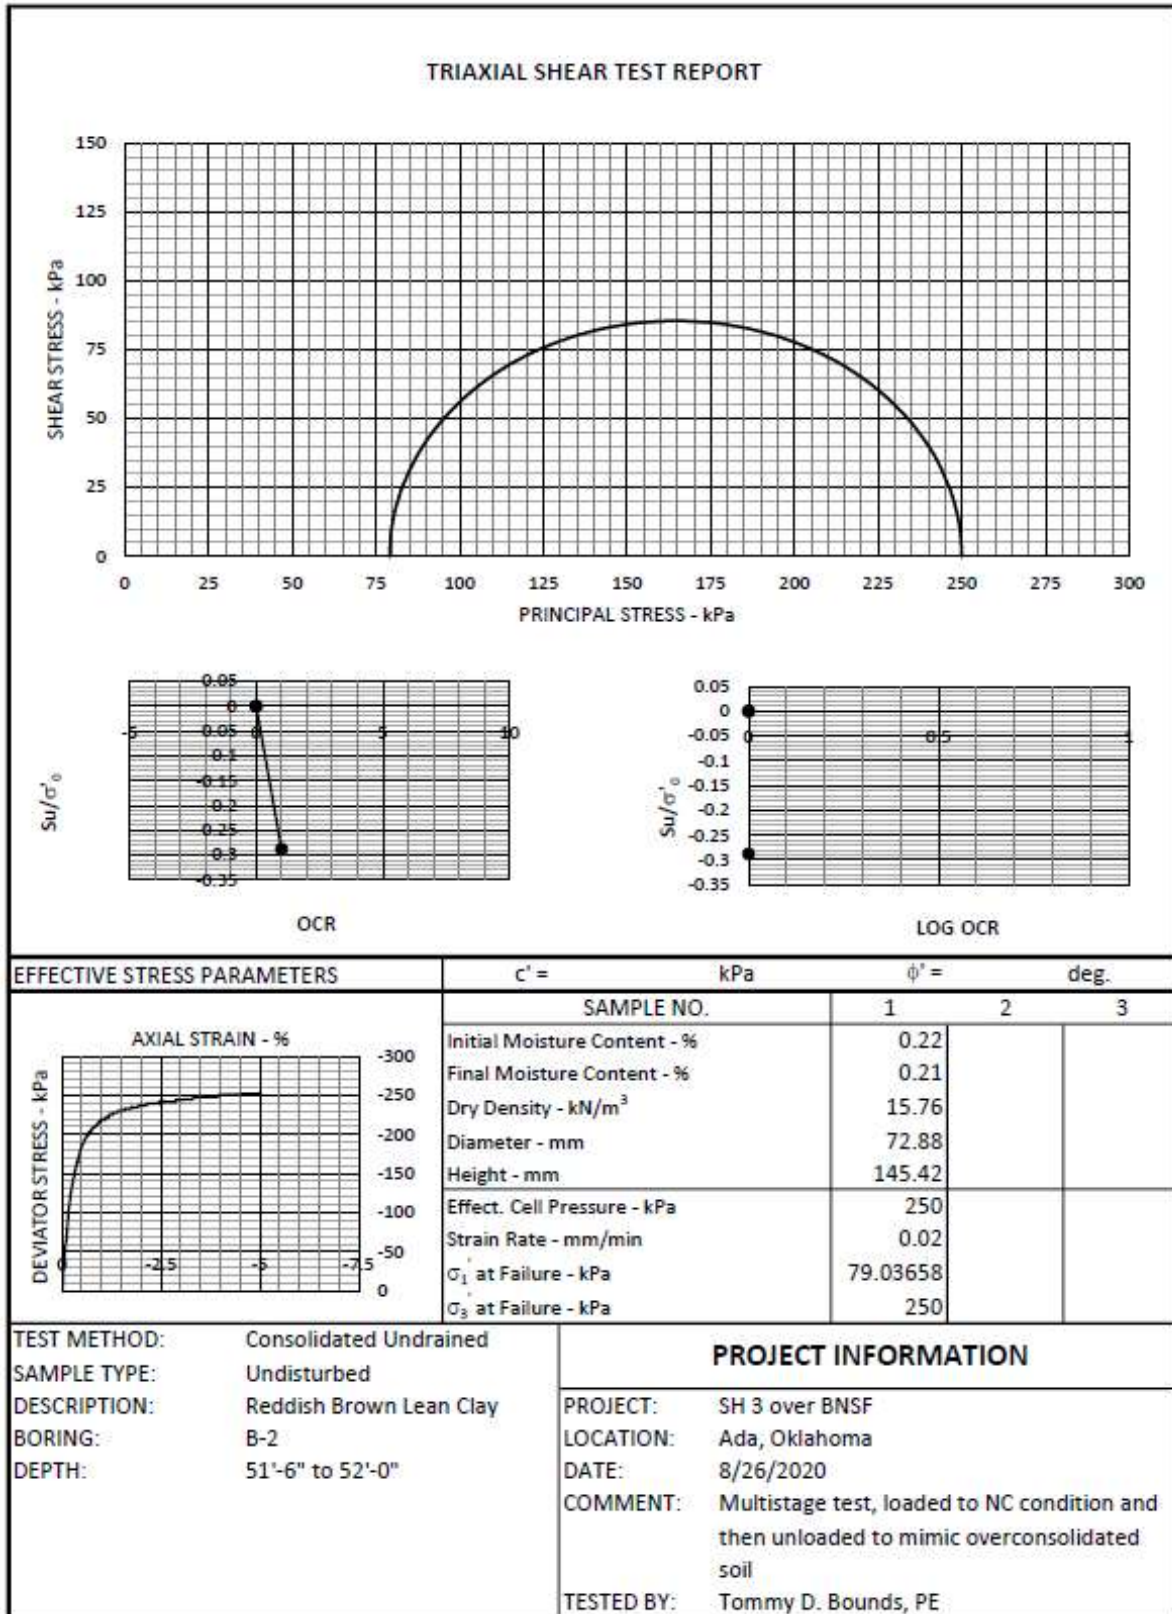 TRIAXIAL SHEAR TEST REPORT
150
125
100
75
50
25
0
SHEAR STRESS - kPa
0 25 50 75 100 125 150 175 200 225 250 275 300
PRINCIPAL STRESS - kPa
0.05
0
0.05
0.1
-0.15
0.2
0.25
0.3
-0.35
-5 0 5 10
Su/σ'₀
OCR
0.05
0
-0.05
-0.1
-0.15
-0.2
-0.25
-0.3
-0.35
0 0.5 1
Su/σ'₀
LOG OCR
EFFECTIVE STRESS PARAMETERS c' = kPa ϕ' = deg.
AXIAL STRAIN - %
DEVIATOR STRESS - kPa
-300
-250
-200
-150
-100
-50
0
0 -2.5 -5 -7.5
SAMPLE NO. 1 2 3
Initial Moisture Content - % 0.22
Final Moisture Content - % 0.21
Dry Density - kN/m³ 15.76
Diameter - mm 72.88
Height - mm 145.42
Effect. Cell Pressure - kPa 250
Strain Rate - mm/min 0.02
σ₁' at Failure - kPa 79.03658
σ₃' at Failure - kPa 250
TEST METHOD: Consolidated Undrained
SAMPLE TYPE: Undisturbed
DESCRIPTION: Reddish Brown Lean Clay
BORING: B-2
DEPTH: 51'-6" to 52'-0"
PROJECT INFORMATION
PROJECT: SH 3 over BNSF
LOCATION: Ada, Oklahoma
DATE: 8/26/2020
COMMENT: Multistage test, loaded to NC condition and
then unloaded to mimic overconsolidated
soil
TESTED BY: Tommy D. Bounds, PE